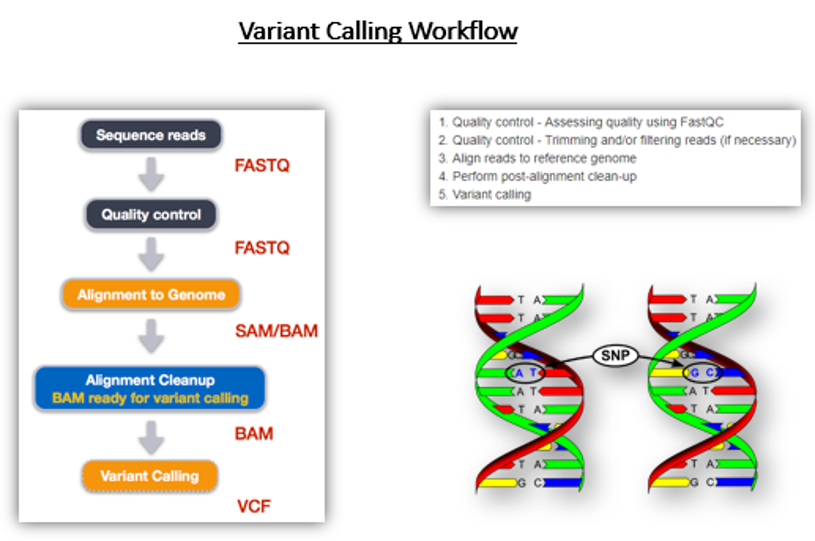 Variant Calling Workflow
Sequence reads
FASTQ
Quality control
FASTQ
Alignment to Genome
SAM/BAM
Alignment Cleanup
BAM ready for variant calling
BAM
Variant Calling
VCF
1. Quality control - Assessing quality using FastQC
2. Quality control - Trimming and/or filtering reads (if necessary)
3. Align reads to reference genome
4. Perform post-alignment clean-up
5. Variant calling
T A
T A
G C
A T
A T
T A
T A
G C
SNP
T A
T A
G C
G C
A T
T A
T A
G C